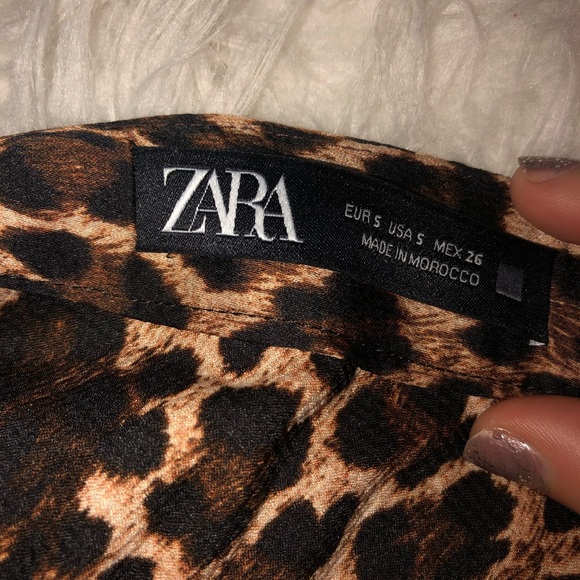 ZARA
EUR S USA S MEX 26
MADE IN MOROCCO